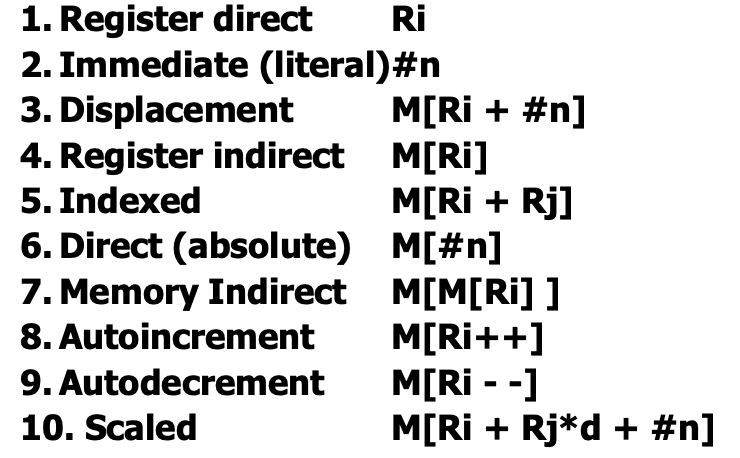 1. Register direct Ri
2. Immediate (literal)#n
3. Displacement M[Ri + #n]
4. Register indirect M[Ri]
5. Indexed M[Ri + Rj]
6. Direct (absolute) M[#n]
7. Memory Indirect M[M[Ri] ]
8. Autoincrement M[Ri++]
9. Autodecrement M[Ri - -]
10. Scaled M[Ri + Rj*d + #n]